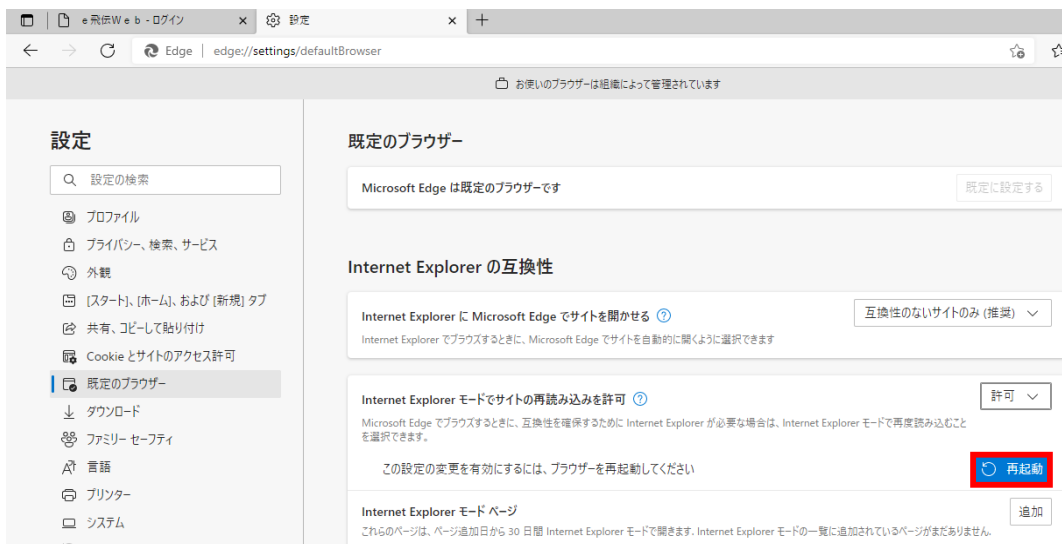 e飛伝Ｗｅｂ - ログイン
設定
Edge | edge://settings/defaultBrowser
お使いのブラウザーは組織によって管理されています
設定
設定の検索
プロファイル
プライバシー、検索、サービス
外観
[スタート]、[ホーム]、および [新規] タブ
共有、コピーして貼り付け
Cookie とサイトのアクセス許可
既定のブラウザー
ダウンロード
ファミリー セーフティ
言語
プリンター
システム
既定のブラウザー
Microsoft Edge は既定のブラウザーです
既定に設定する
Internet Explorer の互換性
Internet Explorer に Microsoft Edge でサイトを開かせる
互換性のないサイトのみ (推奨)
Internet Explorer でブラウズするときに、Microsoft Edge でサイトを自動的に開くように選択できます
Internet Explorer モードでサイトの再読み込みを許可
許可
Microsoft Edge でブラウズするときに、互換性を確保するために Internet Explorer が必要な場合は、Internet Explorer モードで再度読み込むこと
を選択できます。
この設定の変更を有効にするには、ブラウザーを再起動してください
再起動
Internet Explorer モード ページ
追加
これらのページは、ページ追加日から 30 日間 Internet Explorer モードで開きます. Internet Explorer モードの一覧に追加されているページがまだありません.